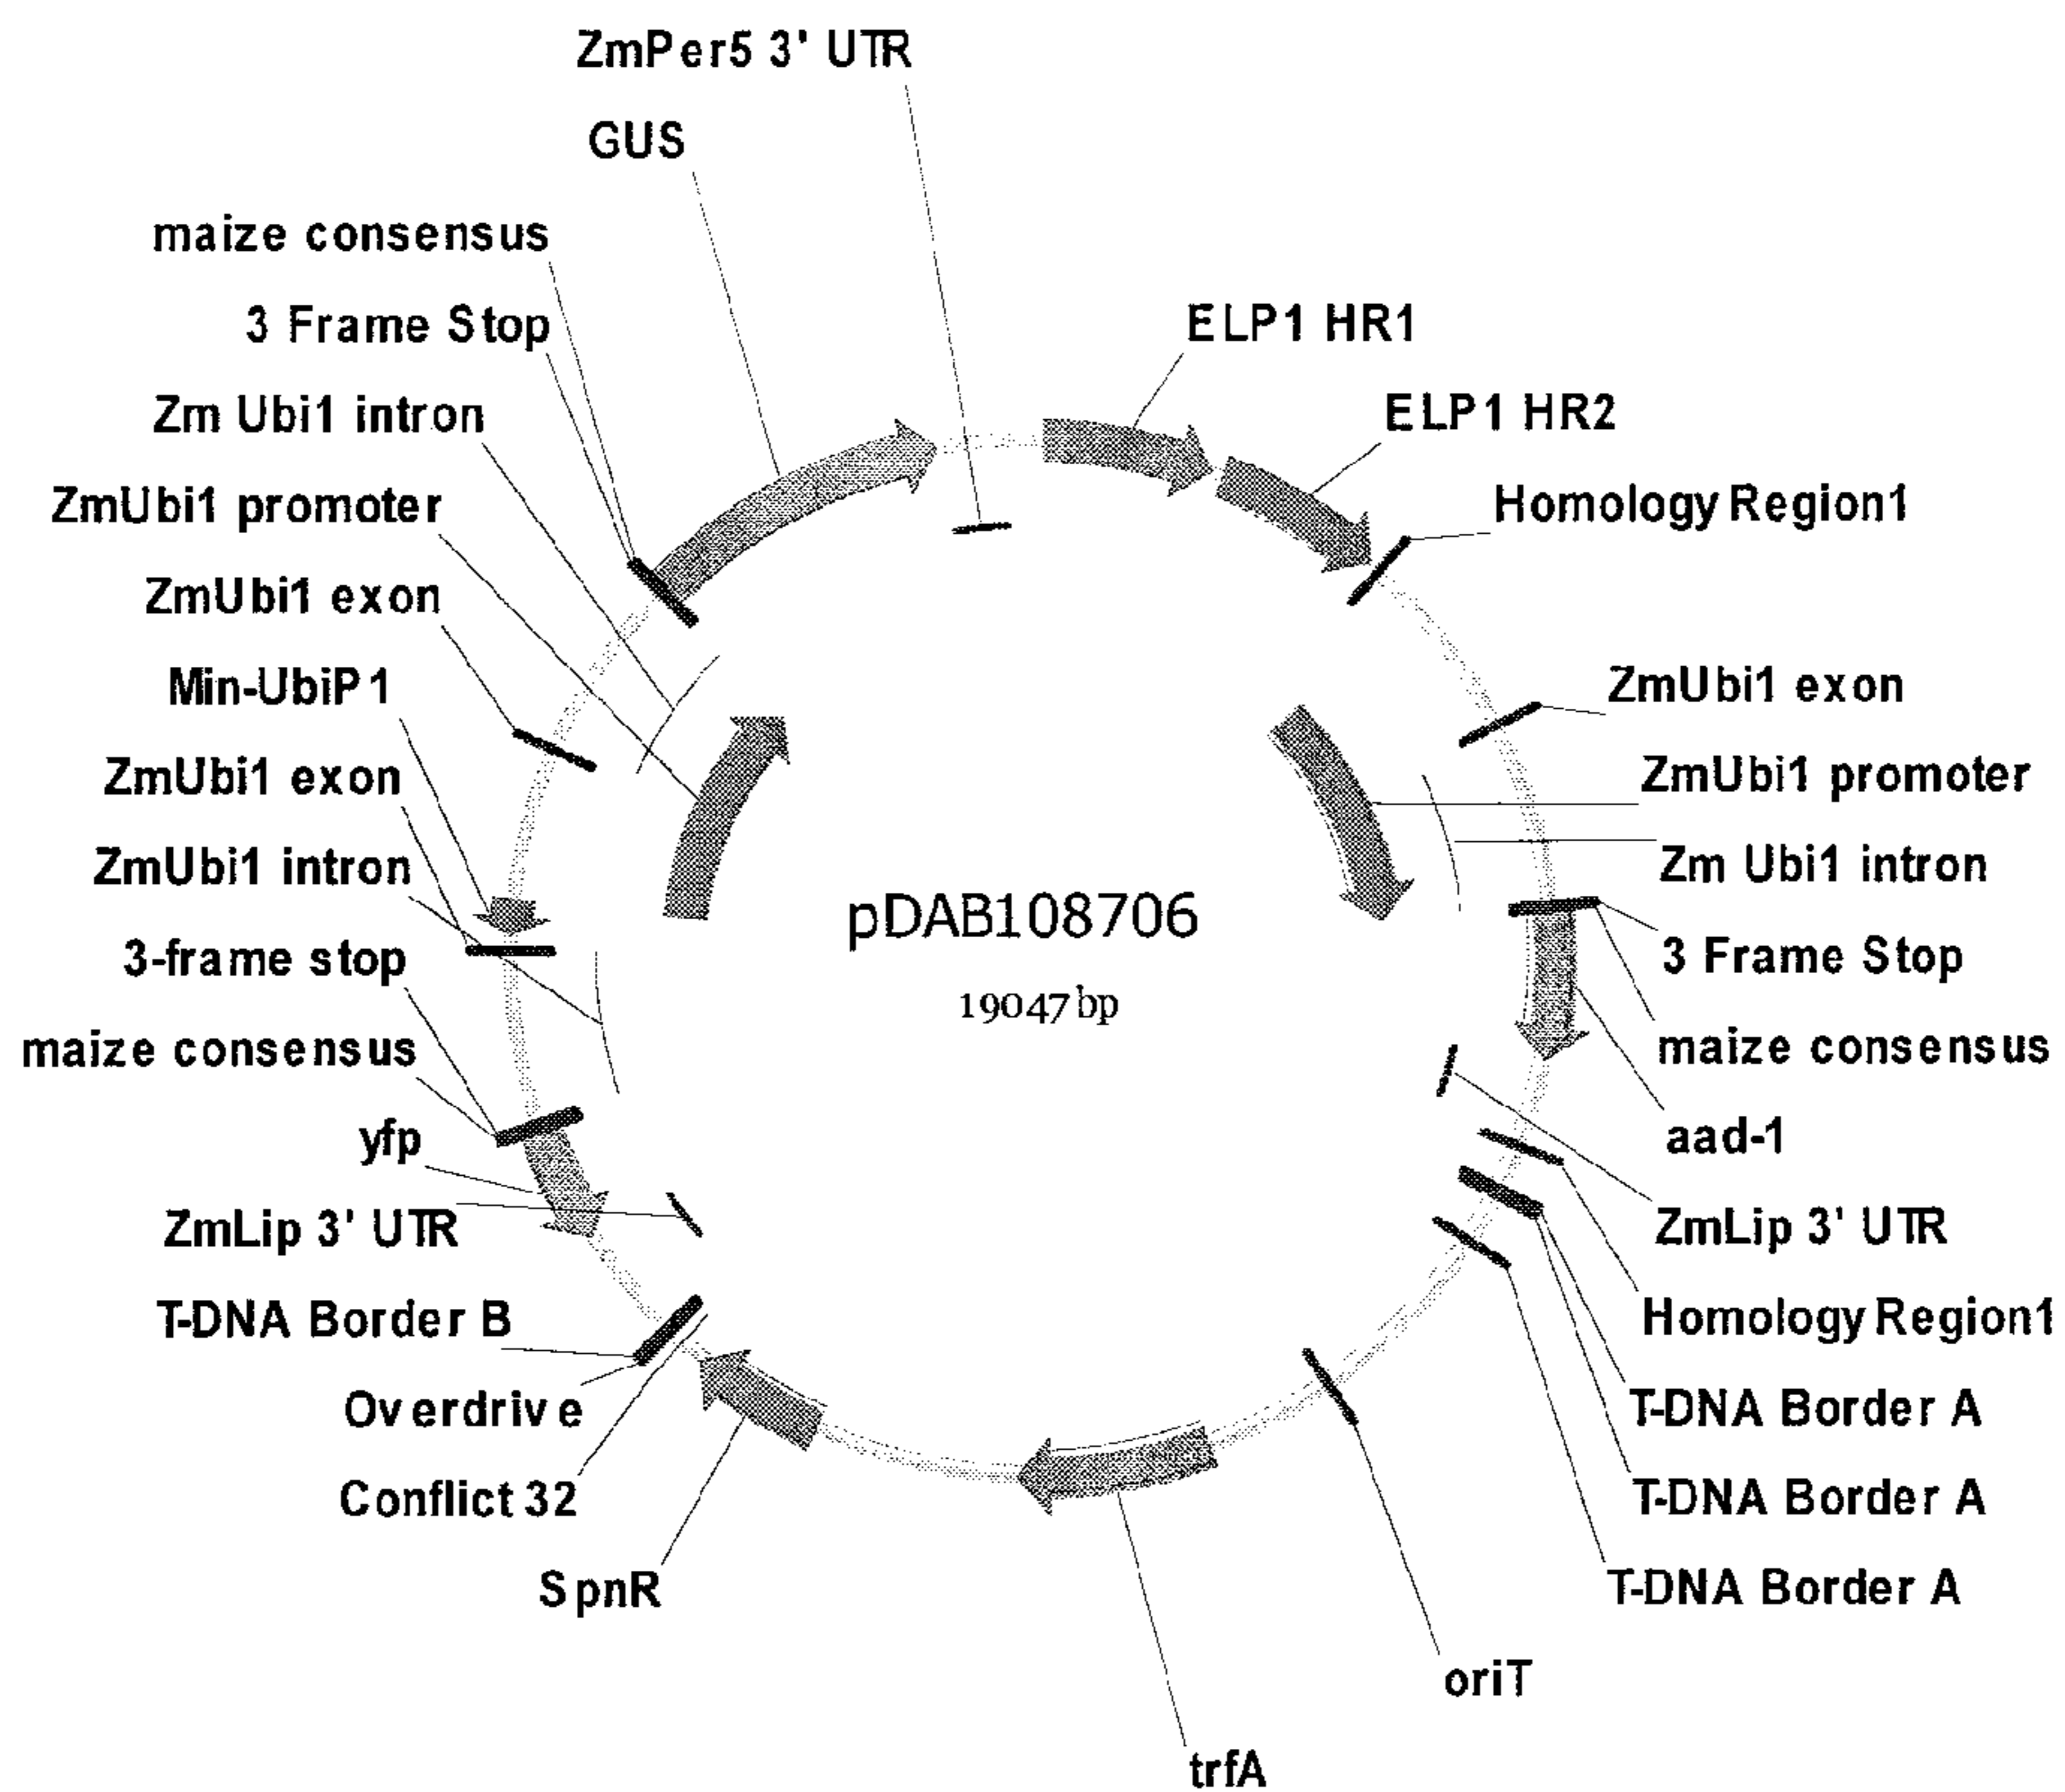 ZmPer5 3' UTR
GUS
maize consensus
3 Frame Stop
Zm Ubi1 intron
ZmUbi1 promoter
ZmUbi1 exon
Min-UbiP1
ZmUbi1 exon
ZmUbi1 intron
3-frame stop
maize consensus
yfp
ZmLip 3' UTR
T-DNA Border B
Overdrive
Conflict 32
SpnR
pDAB108706
19047bp
ELP1 HR1
ELP1 HR2
Homology Region1
ZmUbi1 exon
ZmUbi1 promoter
Zm Ubi1 intron
3 Frame Stop
maize consensus
aad-1
ZmLip 3' UTR
Homology Region1
T-DNA Border A
T-DNA Border A
T-DNA Border A
oriT
trfA